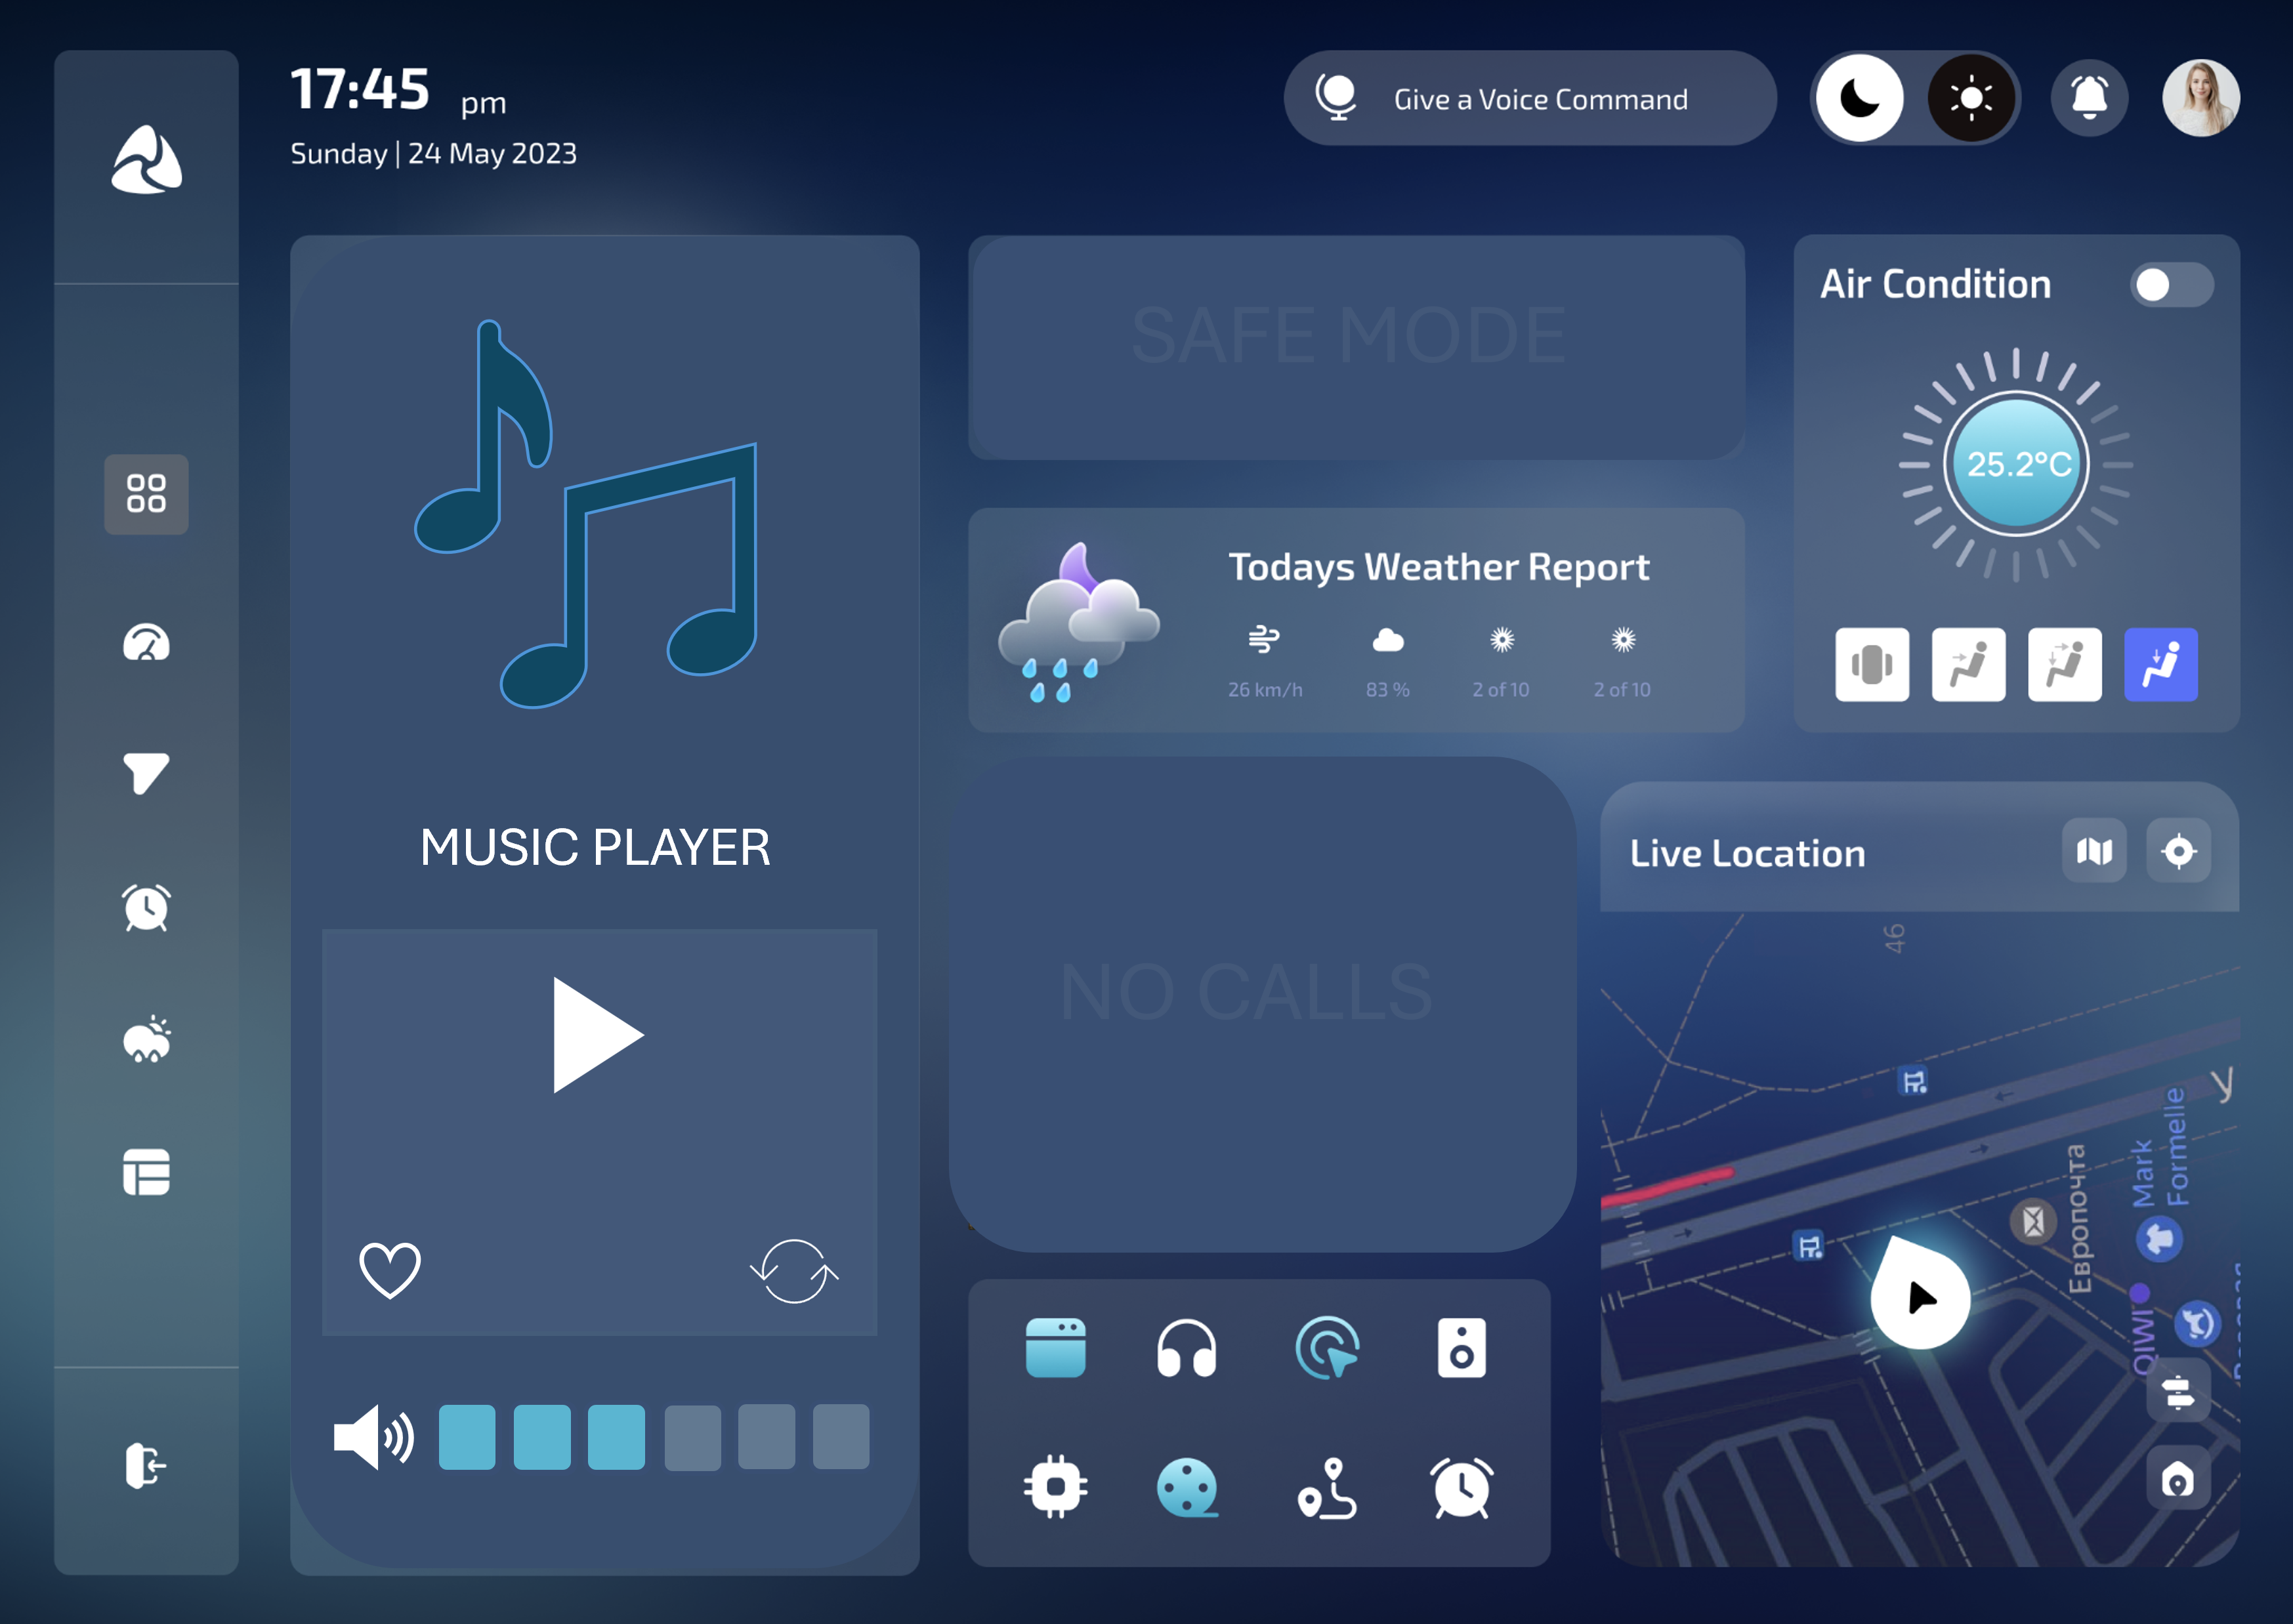 17:45 pm
Sunday | 24 May 2023
Give a Voice Command
SAFE MODE
Air Condition
25.2°C
Todays Weather Report
26 km/h 83 % 2 of 10 2 of 10
MUSIC PLAYER
NO CALLS
Live Location
46
У
Mark
Formelle
Европочта
QIWI